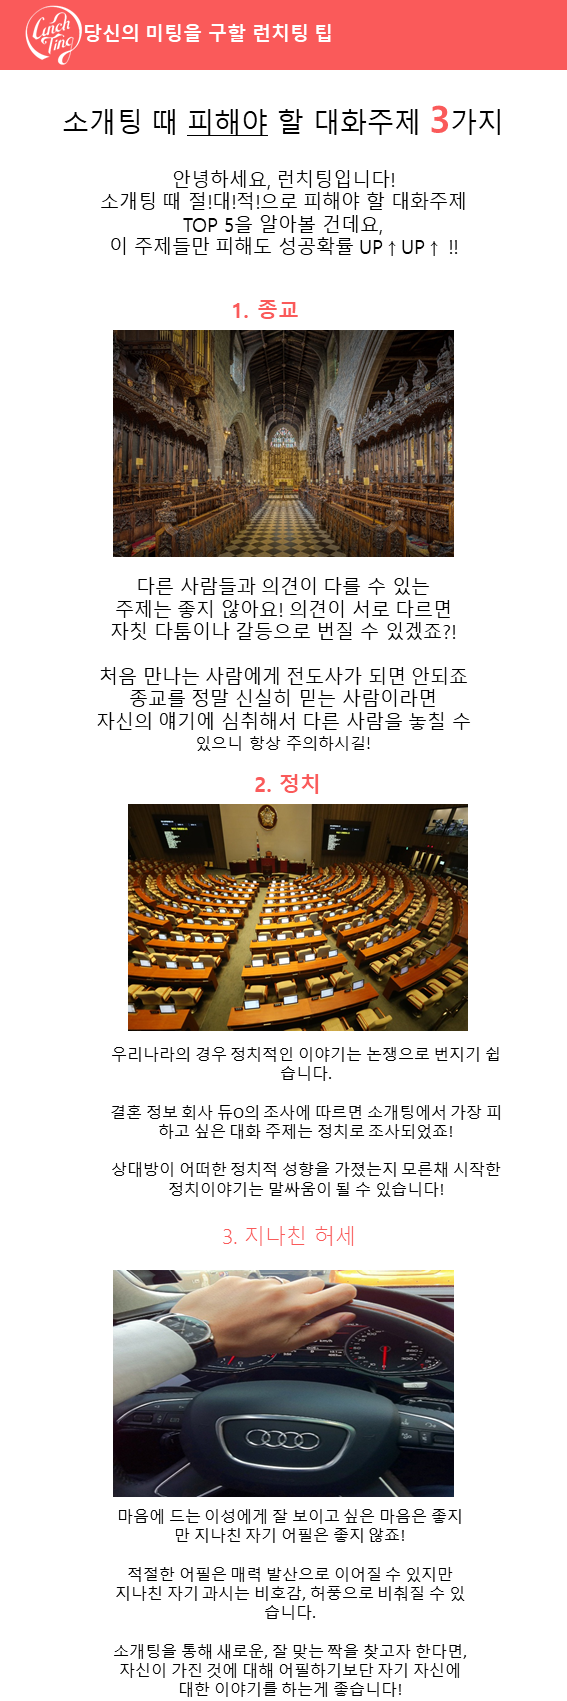 Lunch
Ting
당신의 미팅을 구할 런치팅 팁
소개팅 때 피해야 할 대화주제 3가지
안녕하세요, 런치팅입니다!
소개팅 때 절!대!적!으로 피해야 할 대화주제
TOP 5을 알아볼 건데요,
이 주제들만 피해도 성공확률 UP↑UP↑ !!
1. 종교
다른 사람들과 의견이 다를 수 있는
주제는 좋지 않아요! 의견이 서로 다르면
자칫 다툼이나 갈등으로 번질 수 있겠죠?!
처음 만나는 사람에게 전도사가 되면 안되죠
종교를 정말 신실히 믿는 사람이라면
자신의 얘기에 심취해서 다른 사람을 놓칠 수
있으니 항상 주의하시길!
2. 정치
우리나라의 경우 정치적인 이야기는 논쟁으로 번지기 쉽
습니다.
결혼 정보 회사 듀O의 조사에 따르면 소개팅에서 가장 피
하고 싶은 대화 주제는 정치로 조사되었죠!
상대방이 어떠한 정치적 성향을 가졌는지 모른채 시작한
정치이야기는 말싸움이 될 수 있습니다!
3. 지나친 허세
마음에 드는 이성에게 잘 보이고 싶은 마음은 좋지
만 지나친 자기 어필은 좋지 않죠!
적절한 어필은 매력 발산으로 이어질 수 있지만
지나친 자기 과시는 비호감, 허풍으로 비춰질 수 있
습니다.
소개팅을 통해 새로운, 잘 맞는 짝을 찾고자 한다면,
자신이 가진 것에 대해 어필하기보단 자기 자신에
대한 이야기를 하는게 좋습니다!